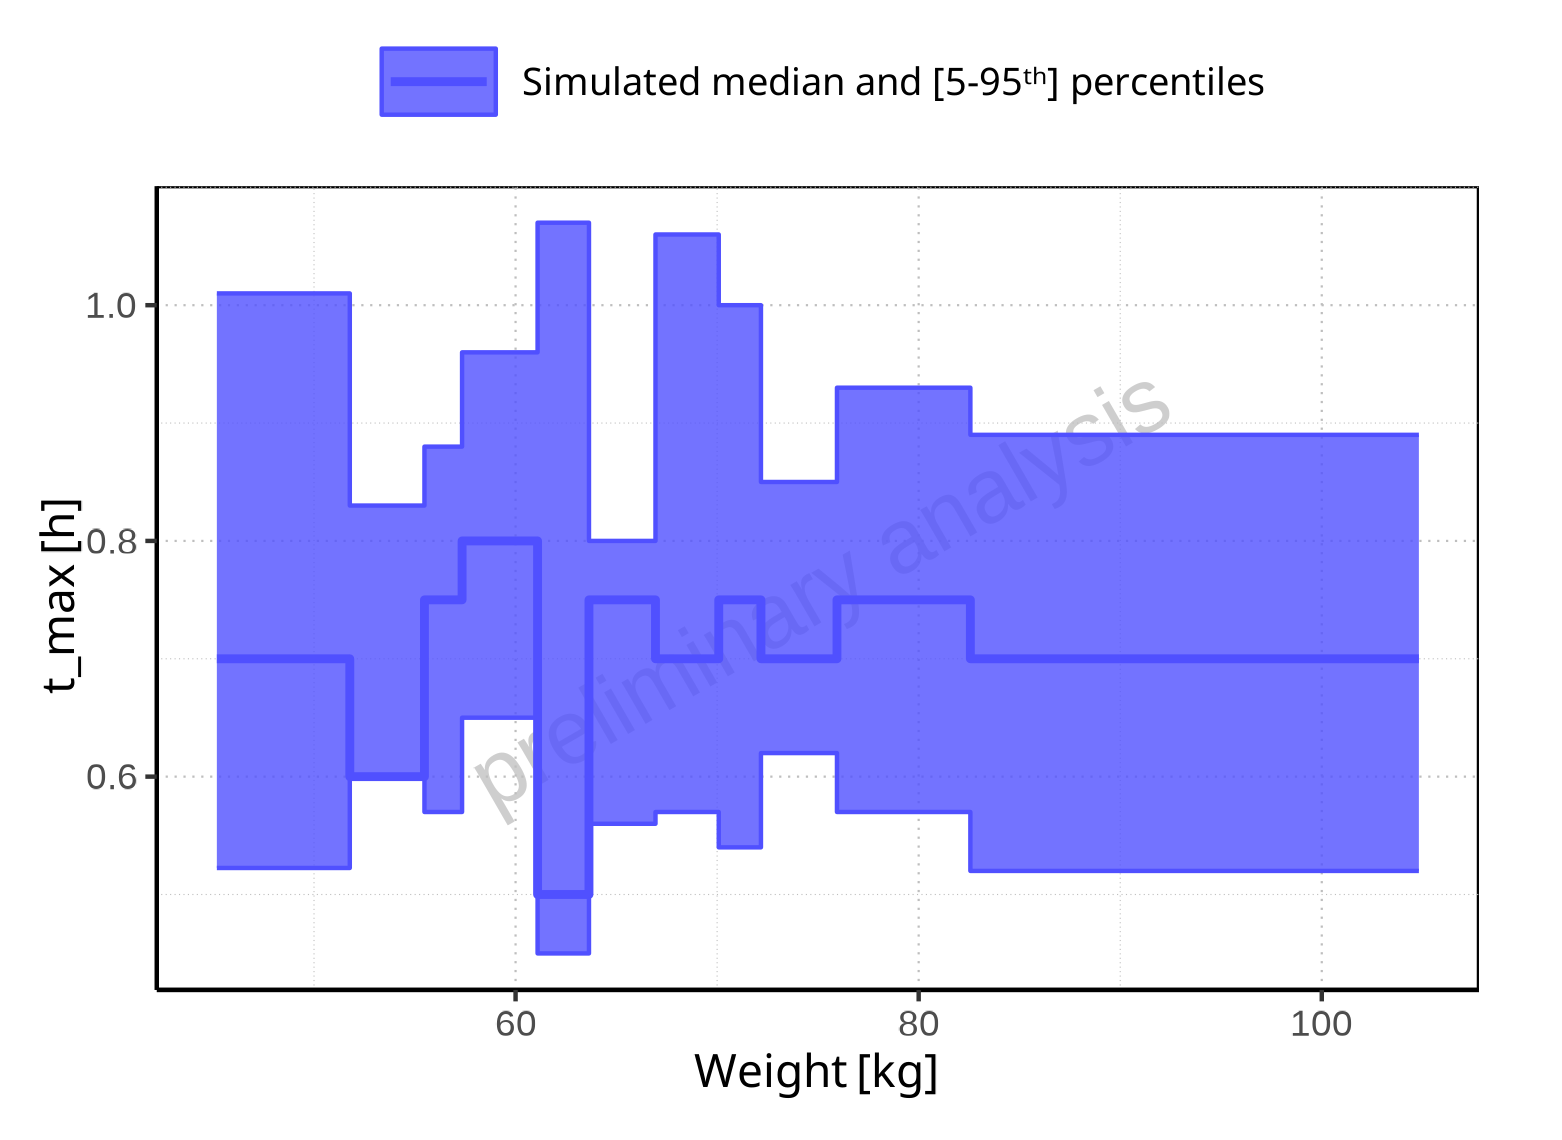 Simulated median and [5-95ᵗʰ] percentiles
t_max [h]
1.0
0.8
0.6
preliminary analysis
60
80
100
Weight [kg]